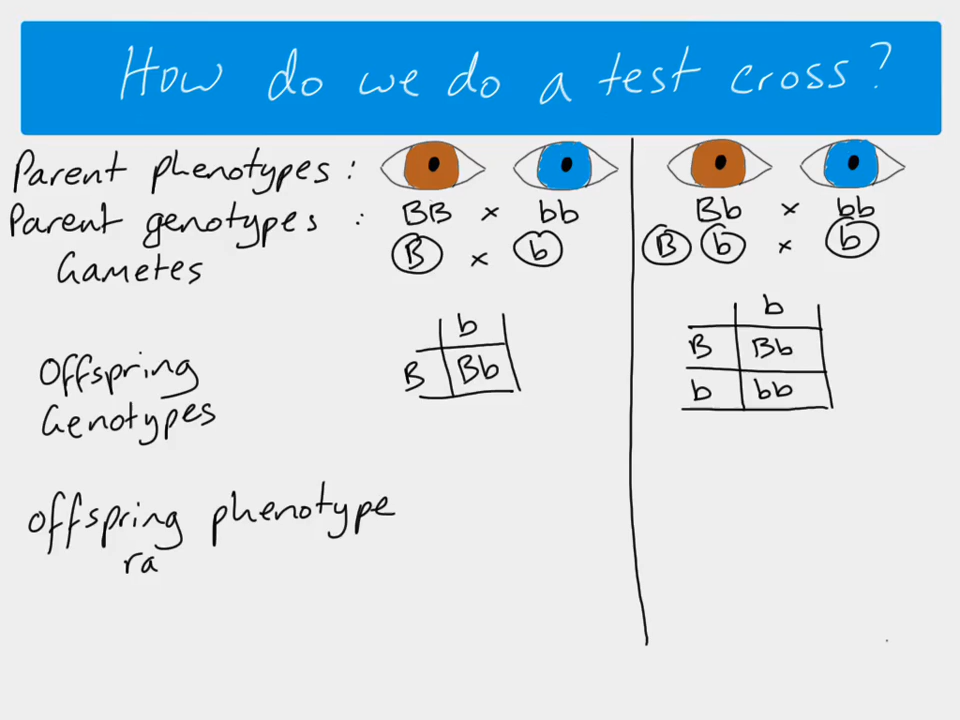 How do we do a test cross?
Parent phenotypes :
Parent genotypes : BB × bb Bb × bb
Gametes B × b B b × b
b b
B Bb B Bb
b bb
Offspring
Genotypes
Offspring phenotype
ra